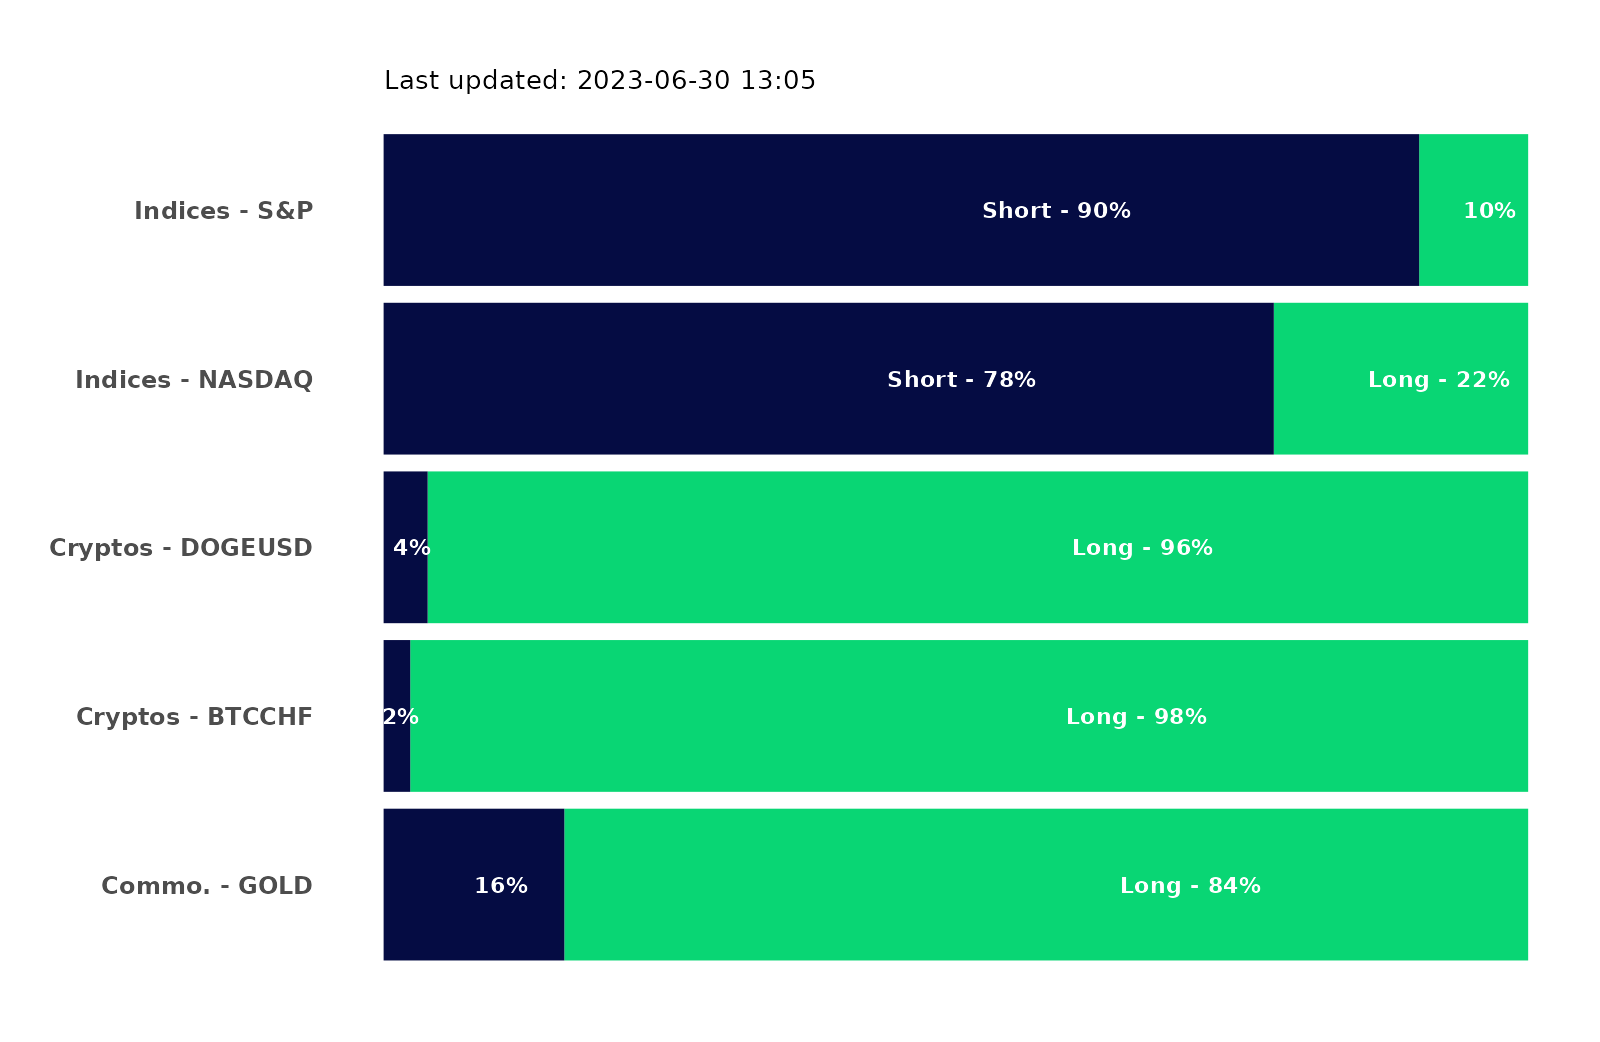 Last updated: 2023-06-30 13:05
Indices - S&P Short - 90% 10%
Indices - NASDAQ Short - 78% Long - 22%
Cryptos - DOGEUSD 4% Long - 96%
Cryptos - BTCCHF 2% Long - 98%
Commo. - GOLD 16% Long - 84%